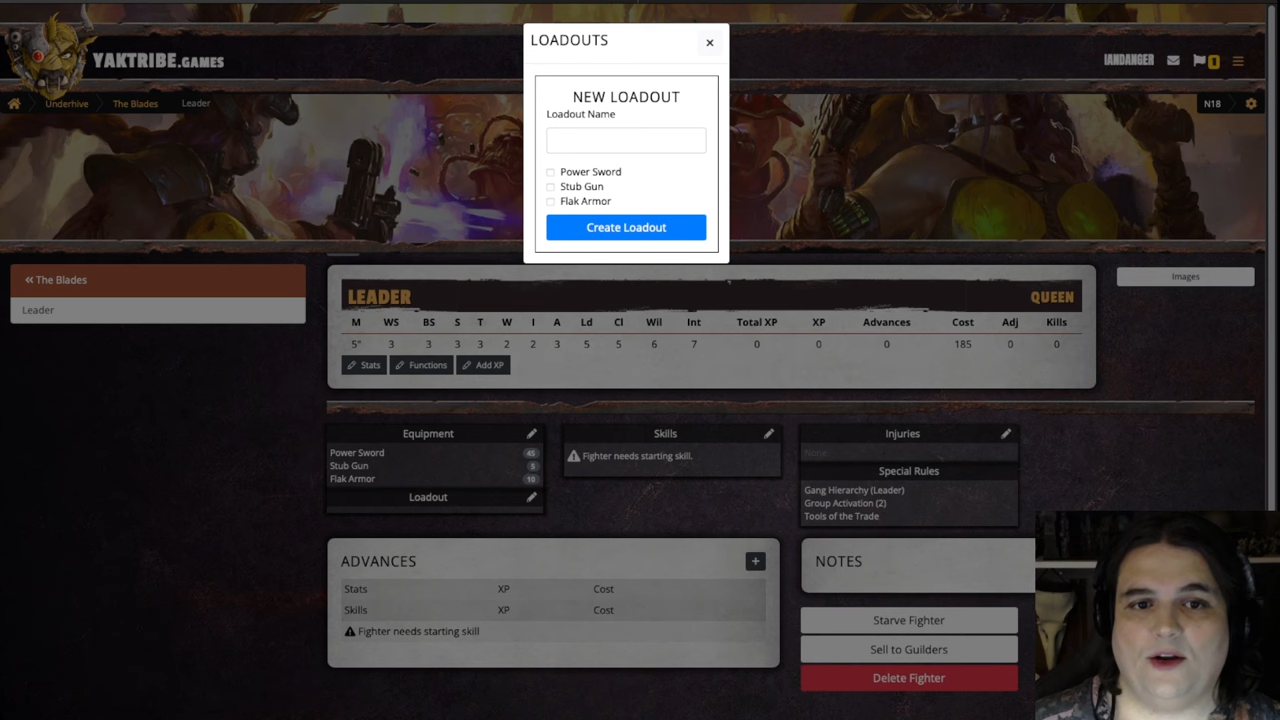 LOADOUTS
NEW LOADOUT
Loadout Name
Power Sword
Stub Gun
Flak Armor
Create Loadout
YAKTRIBE.GAMES
IANDANGER
Underhive
The Blades
Leader
N18
« The Blades
Leader
LEADER QUEEN
M WS BS S T W I A Ld Cl Wil Int Total XP XP Advances Cost Adj Kills
5" 3 3 3 3 2 2 3 5 5 6 7 0 0 0 185 0 0
Stats Functions Add XP
Images
Equipment
Power Sword 45
Stub Gun 5
Flak Armor 10
Loadout
Skills
Fighter needs starting skill.
Injuries
None
Special Rules
Gang Hierarchy (Leader)
Group Activation (2)
Tools of the Trade
ADVANCES
Stats XP Cost
Skills XP Cost
Fighter needs starting skill
NOTES
Starve Fighter
Sell to Guilders
Delete Fighter